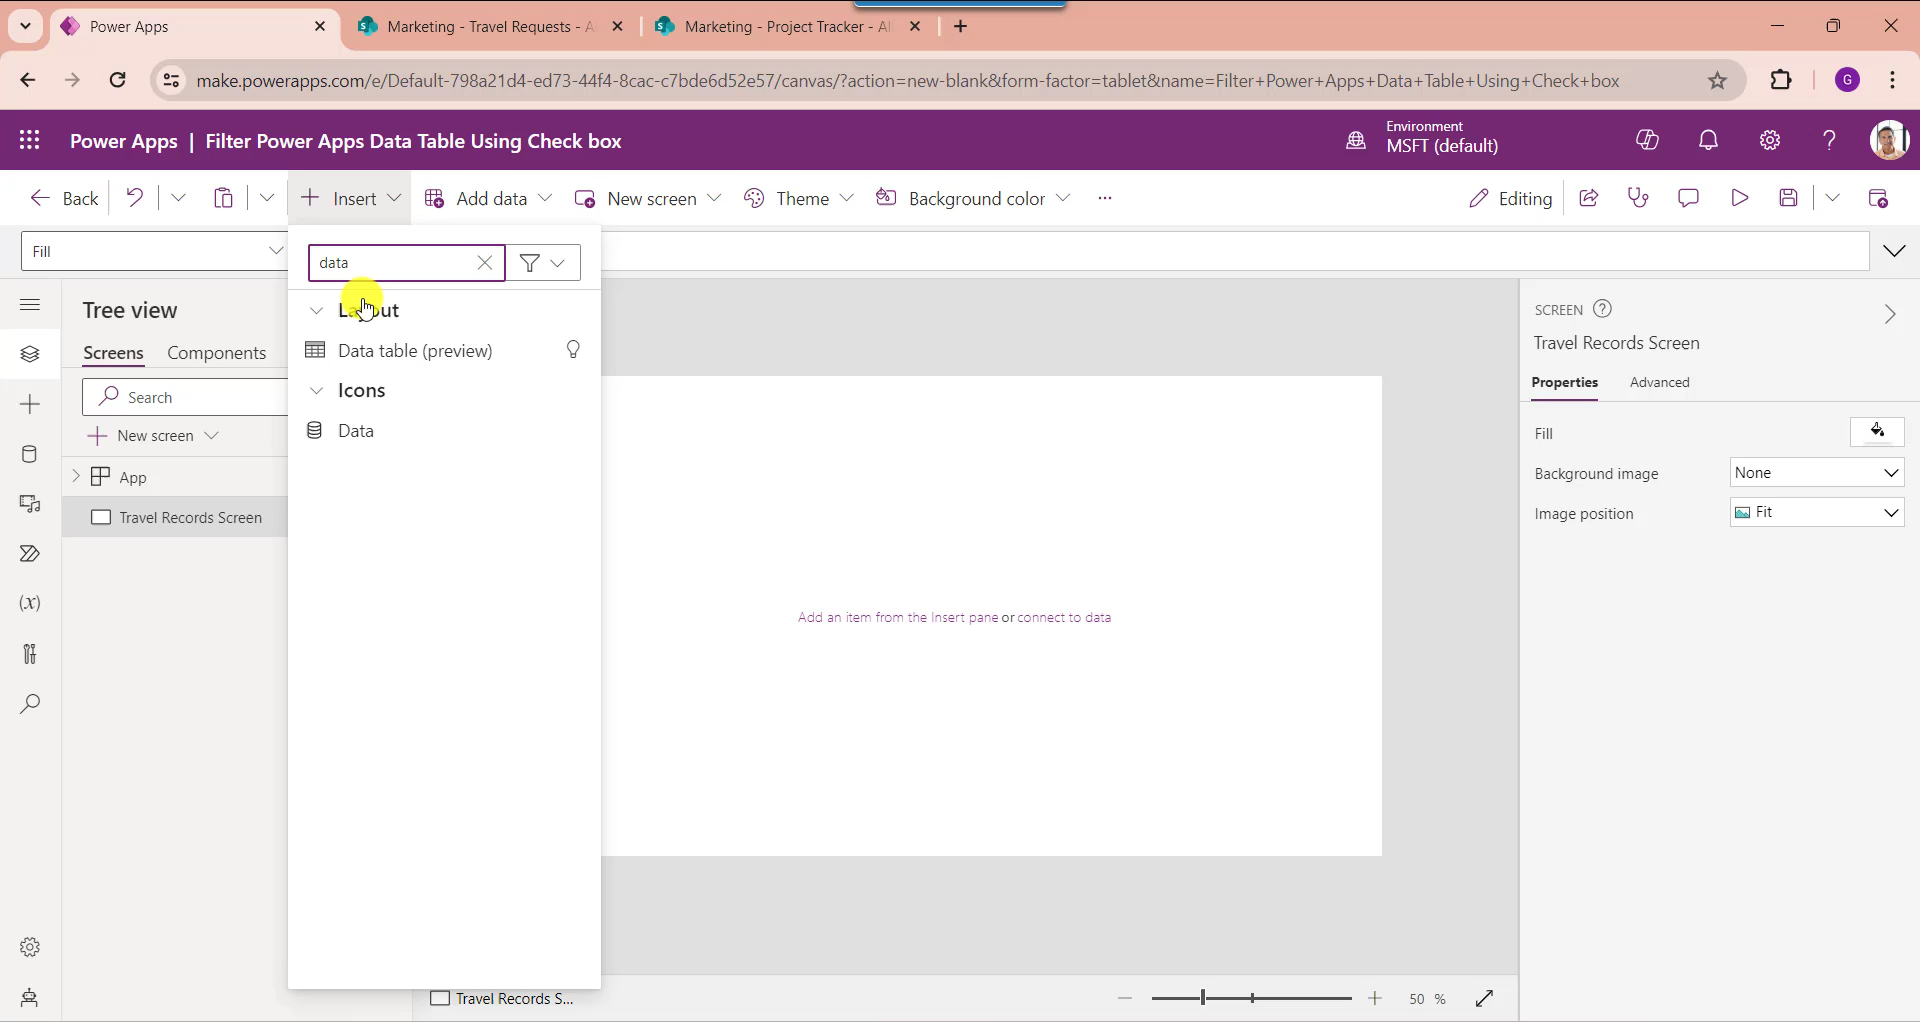 Power Apps
Marketing - Travel Requests - A
Marketing - Project Tracker - Al
make.powerapps.com/e/Default-798a21d4-ed73-44f4-8cac-c7bde6d52e57/canvas/?action=new-blank&form-factor=tablet&name=Filter+Power+Apps+Data+Table+Using+Check+box
G
Power Apps | Filter Power Apps Data Table Using Check box
Environment
MSFT (default)
Back
Insert
Add data
New screen
Theme
Background color
Editing
Fill
data
Layout
Data table (preview)
Icons
Data
Tree view
Screens
Components
Search
New screen
App
Travel Records Screen
Add an item from the Insert pane or connect to data
SCREEN
Travel Records Screen
Properties
Advanced
Fill
Background image
None
Image position
Fit
Travel Records S...
50 %